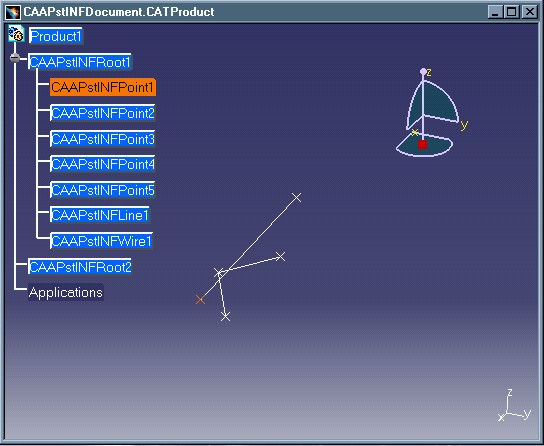 CAAPstINFDocument.CATProduct
Product1
CAAPstINFRoot1
CAAPstINFPoint1
CAAPstINFPoint2
CAAPstINFPoint3
CAAPstINFPoint4
CAAPstINFPoint5
CAAPstINFLine1
CAAPstINFWire1
CAAPstINFRoot2
Applications
z
x
y
z
x
y